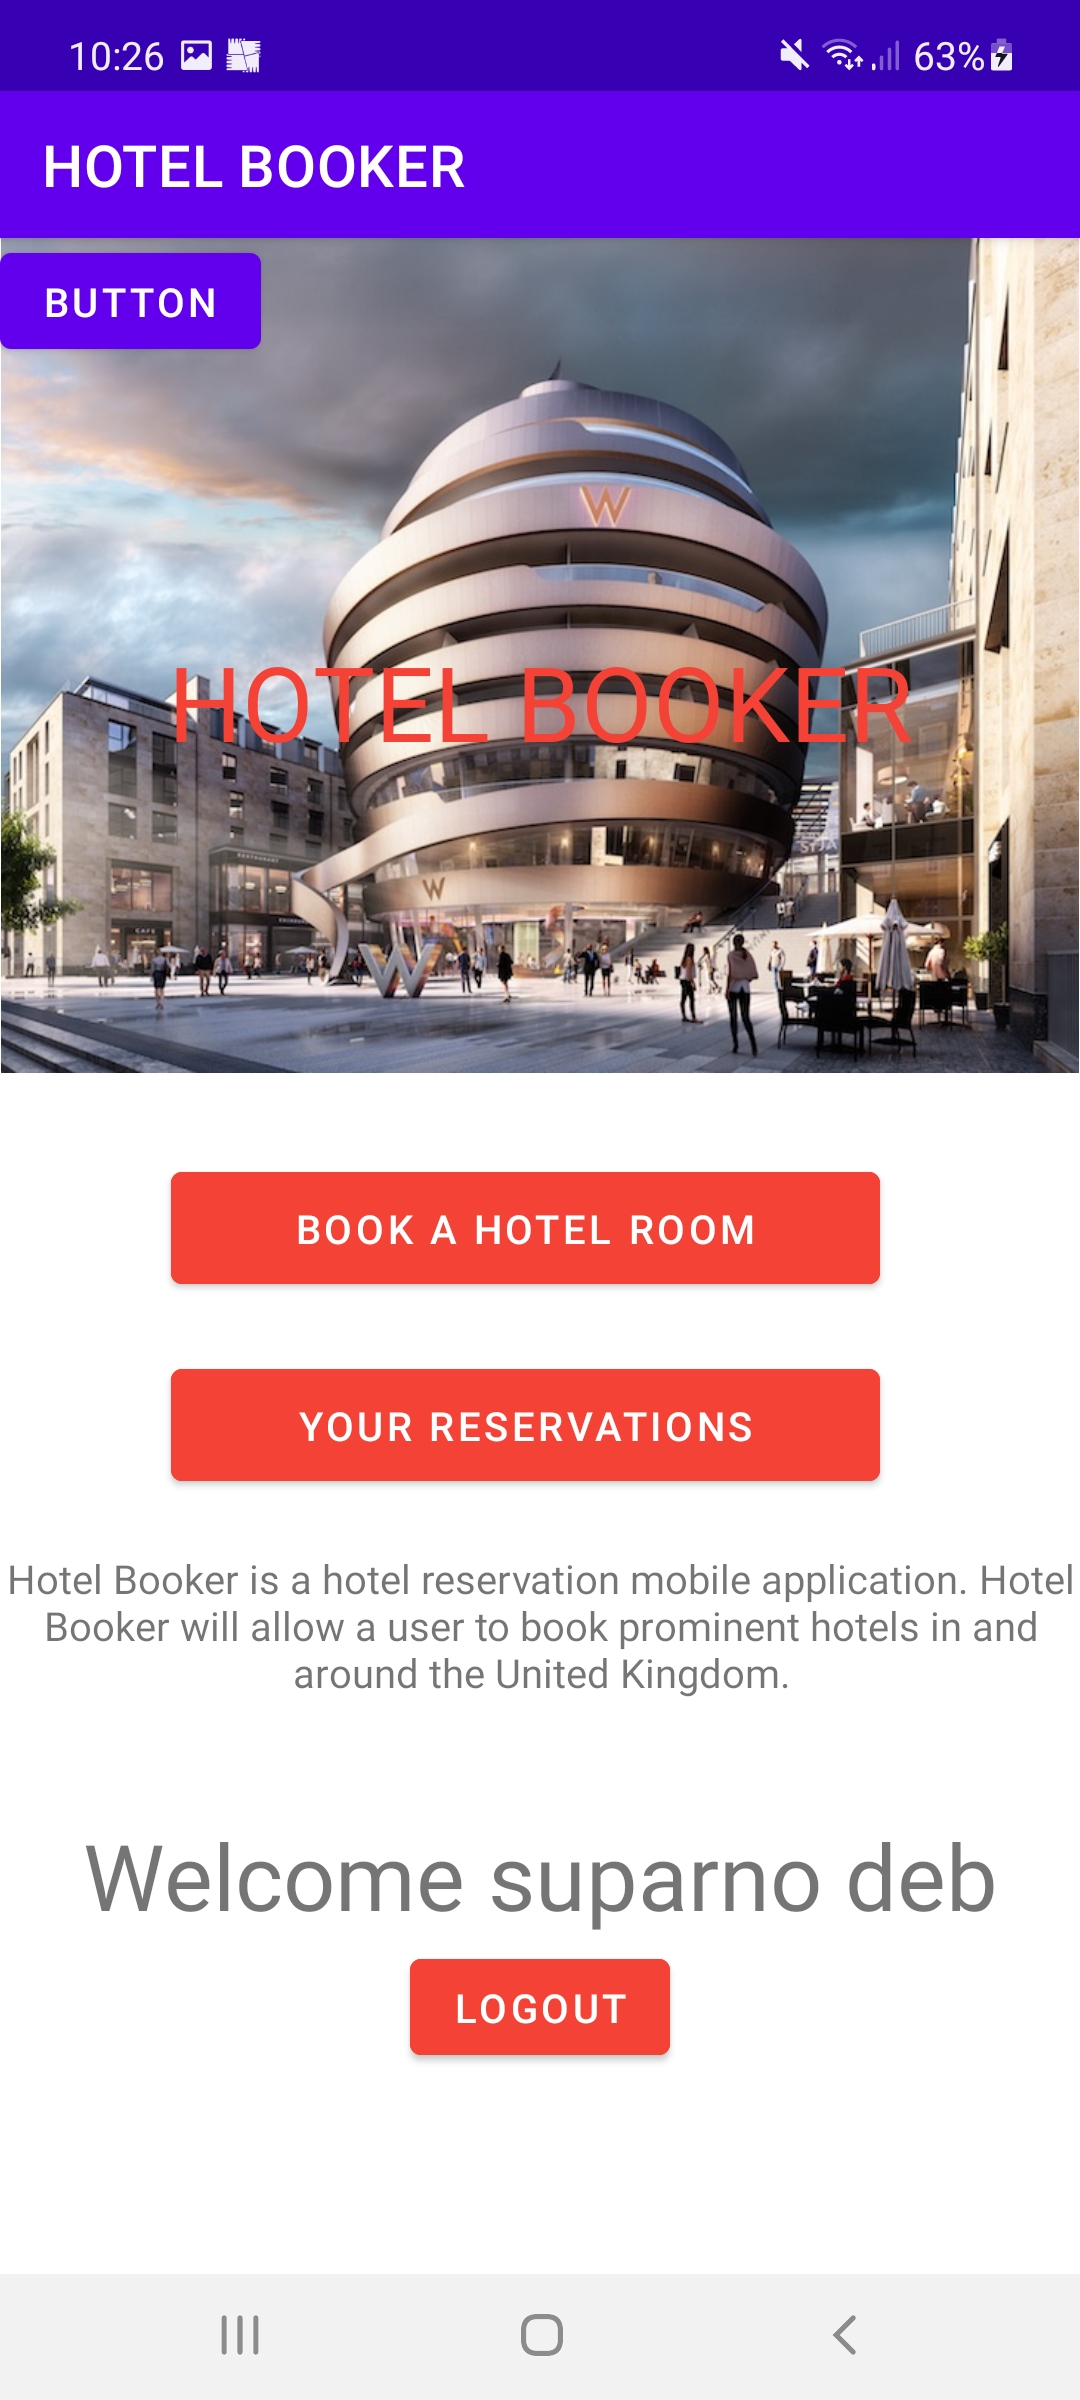 10:26
63%
HOTEL BOOKER
BUTTON
W
HOTEL BOOKER
RESTAURANT
W
CAFE
W
BOOK A HOTEL ROOM
YOUR RESERVATIONS
Hotel Booker is a hotel reservation mobile application. Hotel
Booker will allow a user to book prominent hotels in and
around the United Kingdom.
Welcome suparno deb
LOGOUT